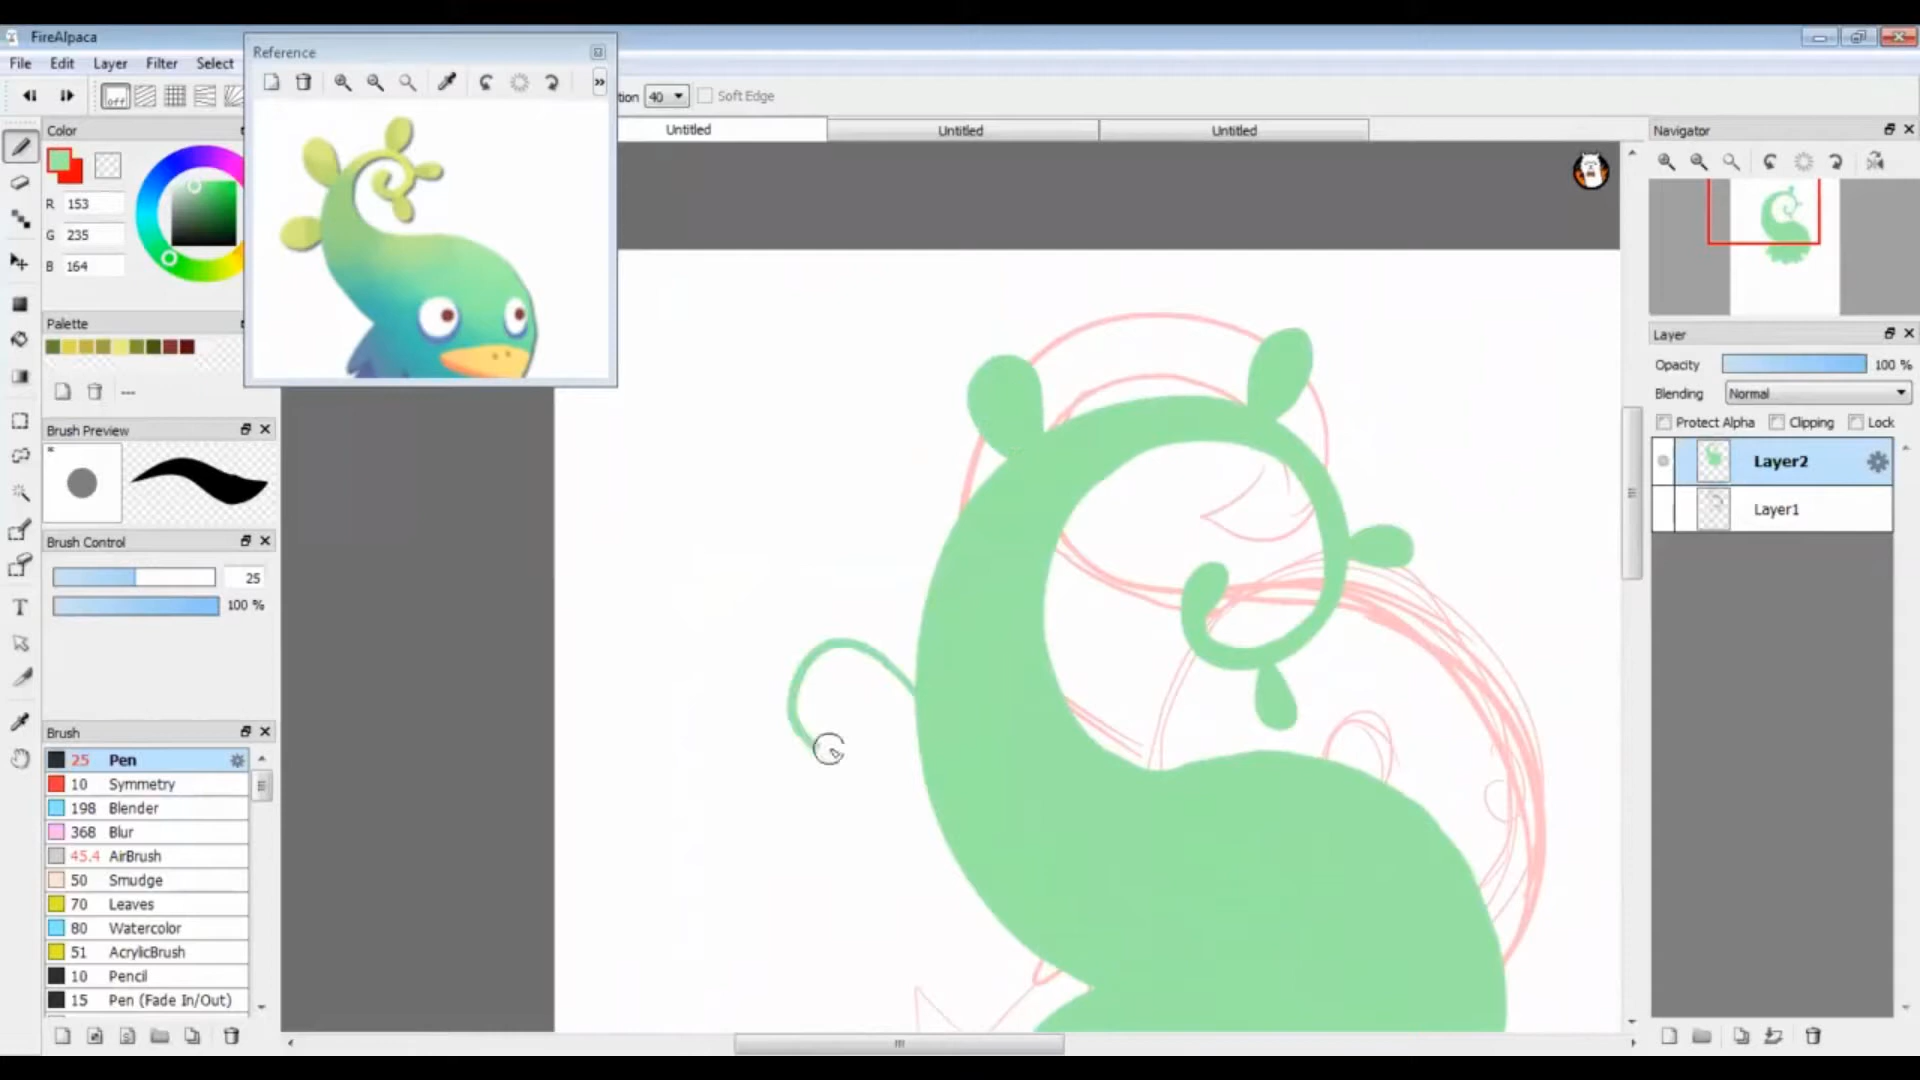 FireAlpaca
File Edit Layer Filter Select
Reference
off
tion 40 Soft Edge
Untitled Untitled Untitled
Color
R 153
G 235
B 164
Palette
---
Brush Preview
Brush Control
25
100 %
Brush
25 Pen
10 Symmetry
198 Blender
368 Blur
45.4 AirBrush
50 Smudge
70 Leaves
80 Watercolor
51 AcrylicBrush
10 Pencil
15 Pen (Fade In/Out)
T
Navigator
Layer
Opacity 100 %
Blending Normal
Protect Alpha Clipping Lock
Layer2
Layer1